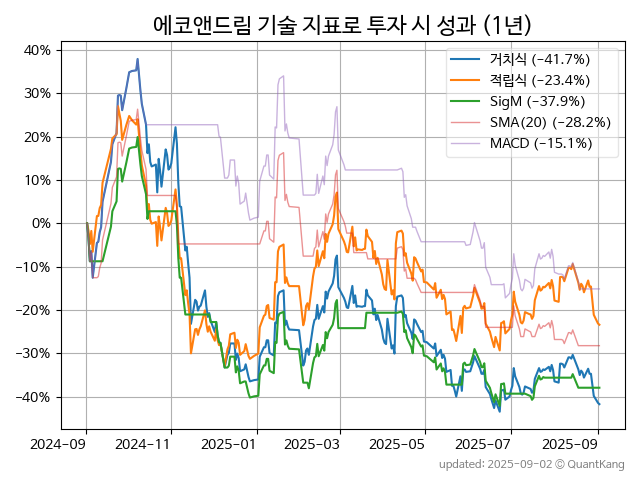 에코앤드림 기술 지표로 투자 시 성과 (1년)
40%
30%
20%
10%
0%
−10%
−20%
−30%
−40%
거치식 (−41.7%)
적립식 (−23.4%)
SigM (−37.9%)
SMA(20) (−28.2%)
MACD (−15.1%)
2024-09
2024-11
2025-01
2025-03
2025-05
2025-07
2025-09
updated: 2025-09-02 © QuantKang